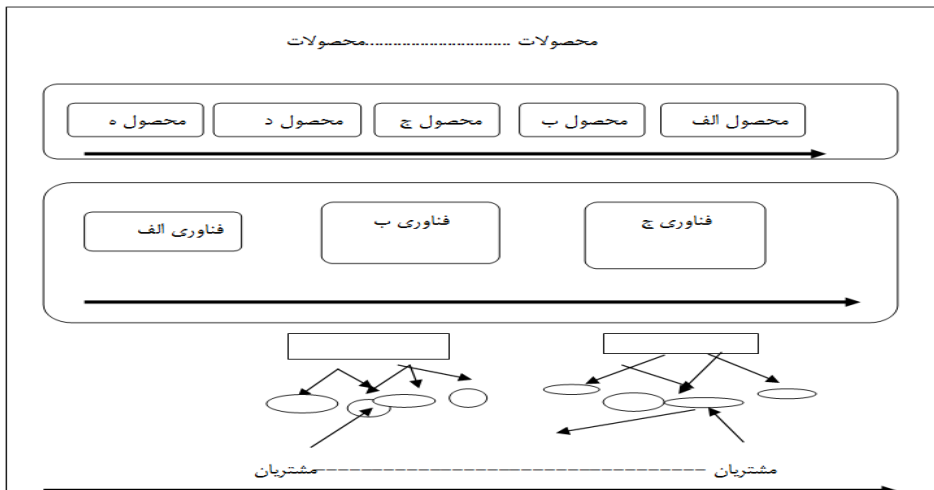 محصولات ................................محصولات
محصول الف محصول ب محصول ج محصول د محصول ه
فناوری ج فناوری ب فناوری الف
مشتریان ----------------------------------مشتریان